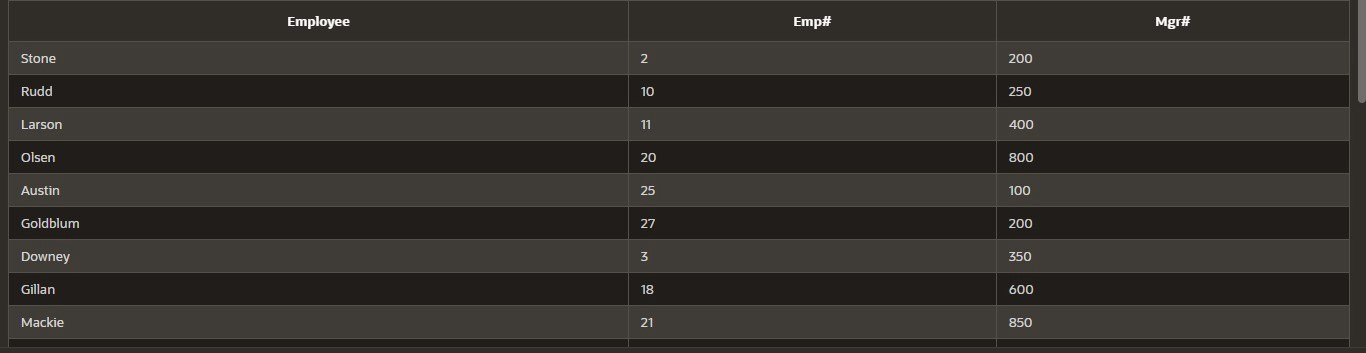 Employee Emp# Mgr#
Stone 2 200
Rudd 10 250
Larson 11 400
Olsen 20 800
Austin 25 100
Goldblum 27 200
Downey 3 350
Gillan 18 600
Mackie 21 850